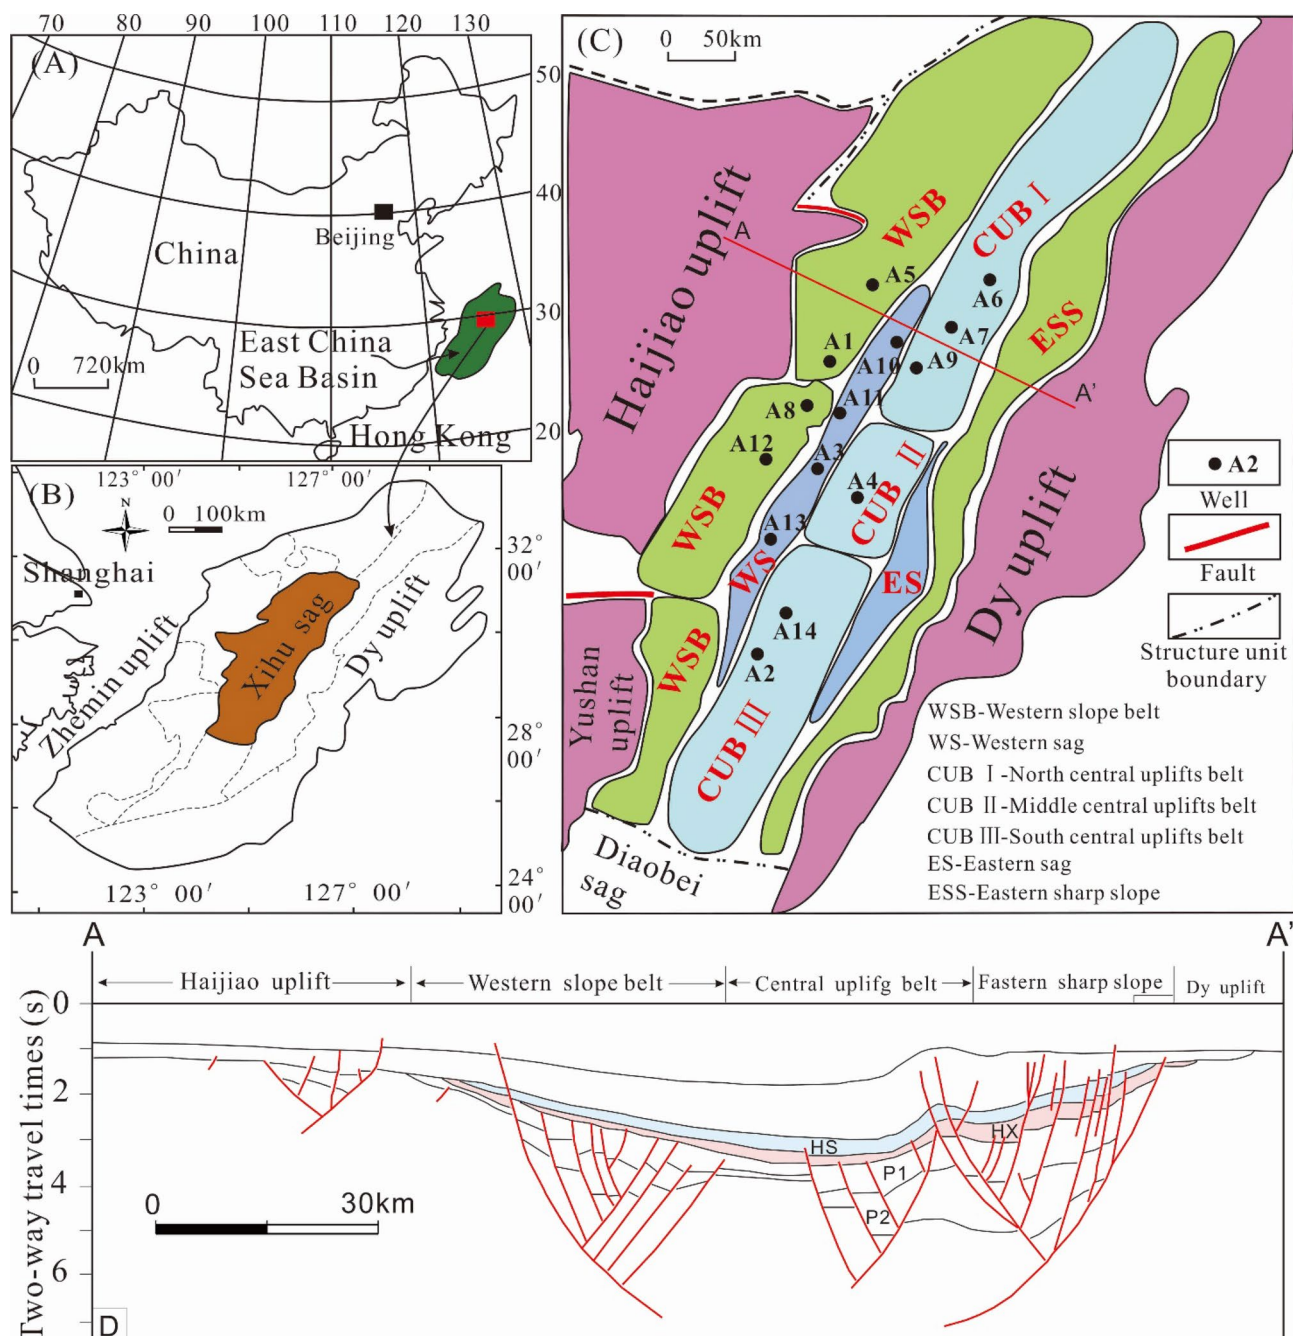 70 80 90 100 110 120 130
(A)
50
40
30
20
Beijing
China
East China
Sea Basin
0 720km
Hong Kong
(B)
123° 00′
127° 00′
N
0 100km
Shanghai
Zhemin uplift
Xihu sag
Dy uplift
32°
00′
28°
00′
24°
00′
123° 00′
127° 00′
(C)
0 50km
Haijiao uplift
WSB
CUB Ⅰ
A
A5
A6
A7
ESS
A1
A10
A9
A'
A8
A11
A12
A3
A4
CUB Ⅱ
WSB
A13
WS
ES
Dy uplift
A14
A2
WSB
Yushan
uplift
CUB Ⅲ
Diaobei
sag
A2
Well
Fault
Structure unit
boundary
WSB-Western slope belt
WS-Western sag
CUB Ⅰ-North central uplifts belt
CUB Ⅱ-Middle central uplifts belt
CUB Ⅲ-South central uplifts belt
ES-Eastern sag
ESS-Eastern sharp slope
A
A'
Haijiao uplift
Western slope belt
Central uplifg belt
Eastern sharp slope
Dy uplift
Two-way travel times (s)
0
2
4
6
HS
HX
P1
P2
0 30km
D